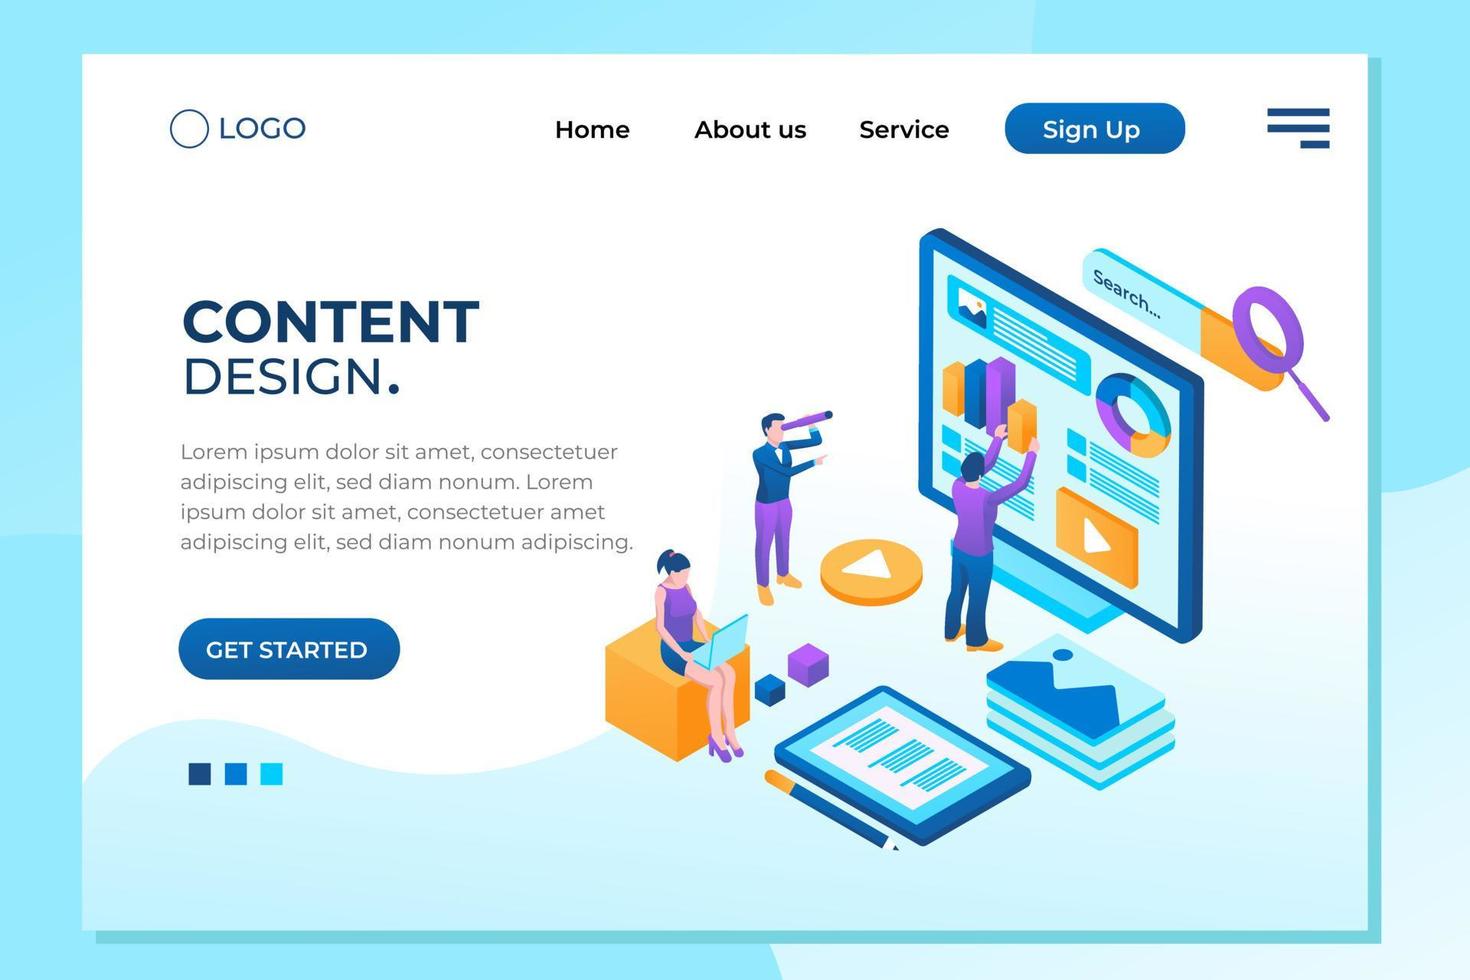 LOGO
Home
About us
Service
Sign Up
Search...
CONTENT
DESIGN.
Lorem ipsum dolor sit amet, consectetuer
adipiscing elit, sed diam nonum. Lorem
ipsum dolor sit amet, consectetuer amet
adipiscing elit, sed diam nonum adipiscing.
GET STARTED